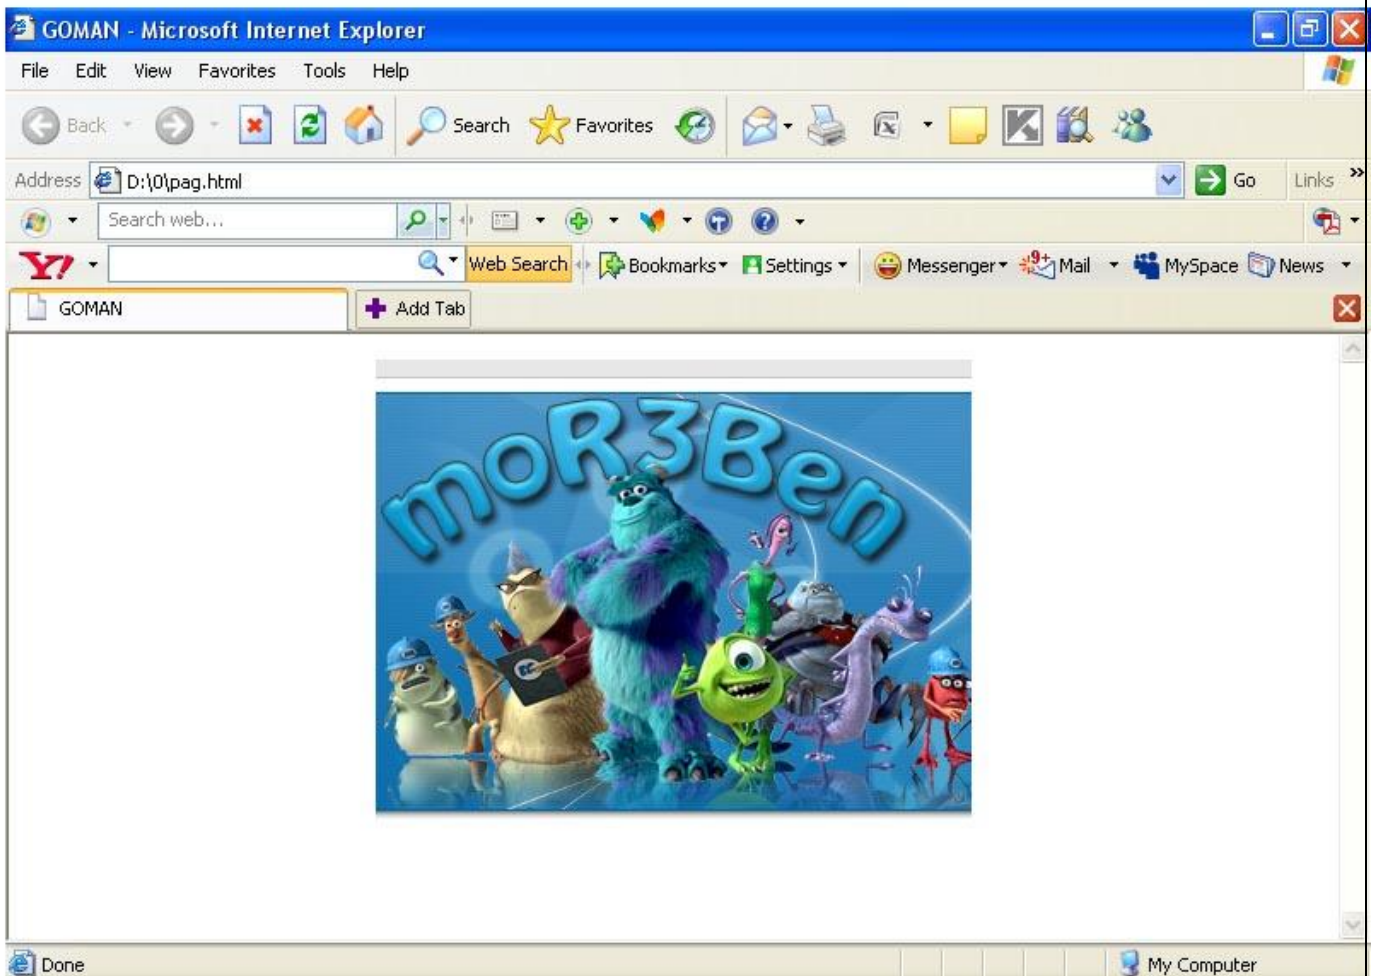 GOMAN - Microsoft Internet Explorer
File Edit View Favorites Tools Help
Back Search Favorites
Address D:\0\pag.html Go Links »
Search web...
Y! Web Search Bookmarks Settings Messenger 9+ Mail MySpace News
GOMAN Add Tab
moR3Ben
Done My Computer